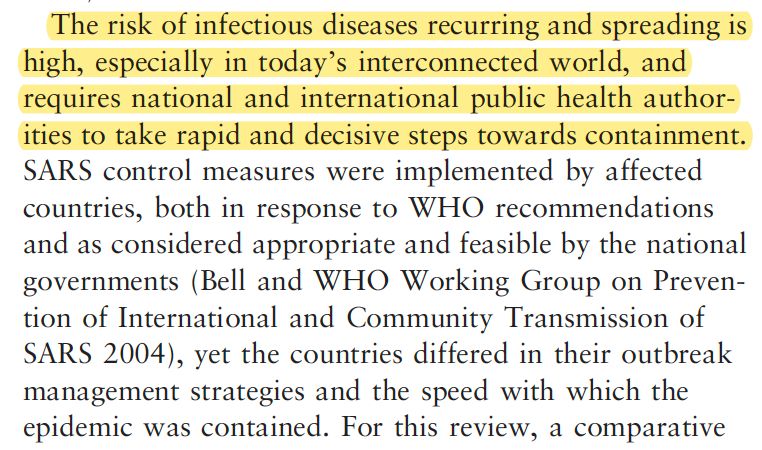 The risk of infectious diseases recurring and spreading is
high, especially in today's interconnected world, and
requires national and international public health author-
ities to take rapid and decisive steps towards containment.
SARS control measures were implemented by affected
countries, both in response to WHO recommendations
and as considered appropriate and feasible by the national
governments (Bell and WHO Working Group on Preven-
tion of International and Community Transmission of
SARS 2004), yet the countries differed in their outbreak
management strategies and the speed with which the
epidemic was contained. For this review, a comparative